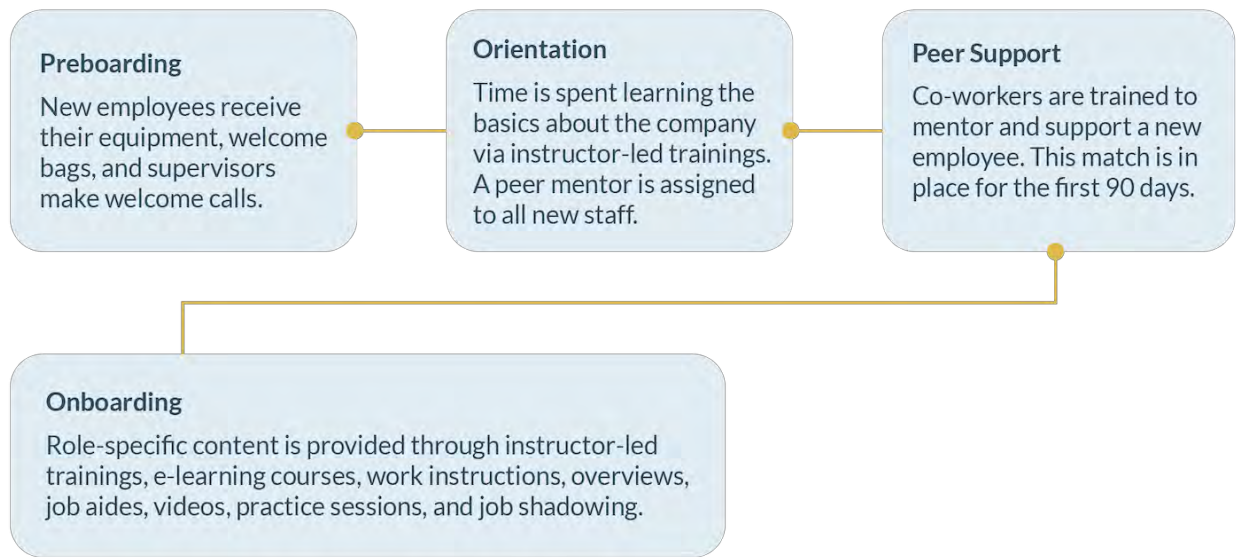 Preboarding
New employees receive
their equipment, welcome
bags, and supervisors
make welcome calls.
Orientation
Time is spent learning the
basics about the company
via instructor-led trainings.
A peer mentor is assigned
to all new staff.
Peer Support
Co-workers are trained to
mentor and support a new
employee. This match is in
place for the first 90 days.
Onboarding
Role-specific content is provided through instructor-led
trainings, e-learning courses, work instructions, overviews,
job aides, videos, practice sessions, and job shadowing.